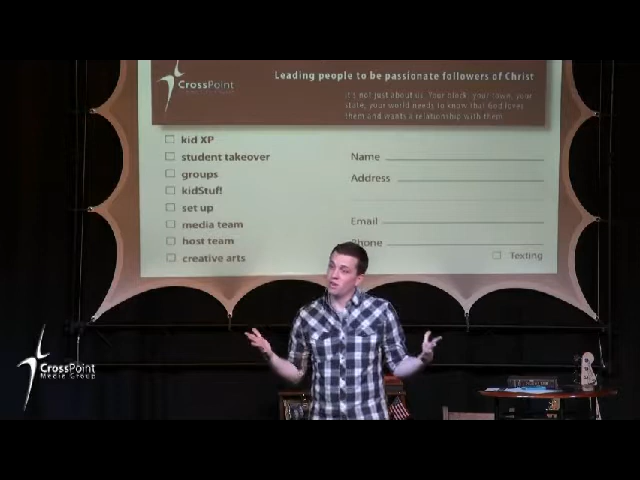 CrossPoint
Leading people to be passionate followers of Christ
it's not just about us. Your block, your town, your
state, your world needs to know that God loves
them and wants a relationship with them
kid XP
student takeover
groups
kidStuf!
set up
media team
host team
creative arts
Name
Address
Email
Phone
Texting
CrossPoint
Media Group